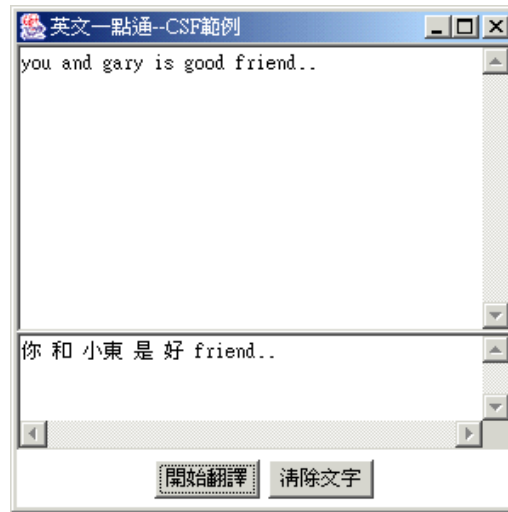 英文一點通--CSF範例
you and gary is good friend..
你 和 小東 是 好 friend..
開始翻譯 清除文字